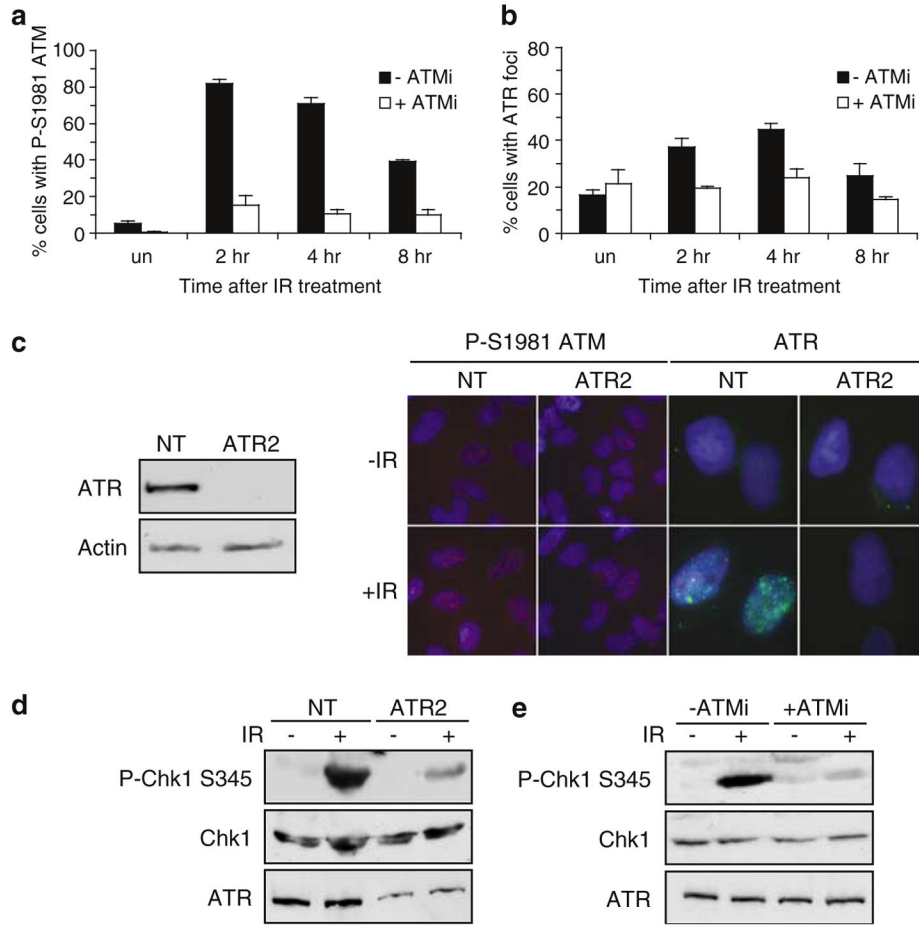 a
% cells with P-S1981 ATM
100
80
60
40
20
0
- ATMi
+ ATMi
un 2 hr 4 hr 8 hr
Time after IR treatment
b
% cells with ATR foci
80
60
40
20
0
- ATMi
+ ATMi
un 2 hr 4 hr 8 hr
Time after IR treatment
c
NT ATR2
ATR
Actin
P-S1981 ATM ATR
NT ATR2 NT ATR2
-IR
+IR
d
NT ATR2
IR - + - +
P-Chk1 S345
Chk1
ATR
e
-ATMi +ATMi
IR - + - +
P-Chk1 S345
Chk1
ATR